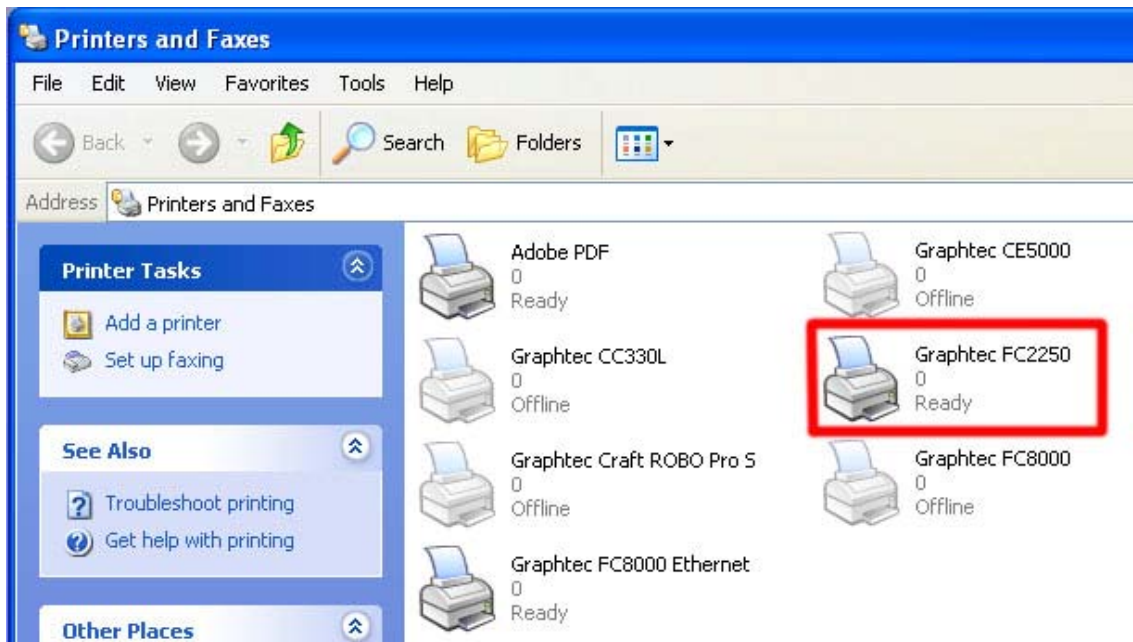 Printers and Faxes
File Edit View Favorites Tools Help
Back Search Folders
Address Printers and Faxes
Printer Tasks
Add a printer
Set up faxing
See Also
Troubleshoot printing
Get help with printing
Other Places
Adobe PDF
0
Ready
Graphtec CE5000
0
Offline
Graphtec CC330L
0
Offline
Graphtec FC2250
0
Ready
Graphtec Craft ROBO Pro S
0
Offline
Graphtec FC8000
0
Offline
Graphtec FC8000 Ethernet
0
Ready